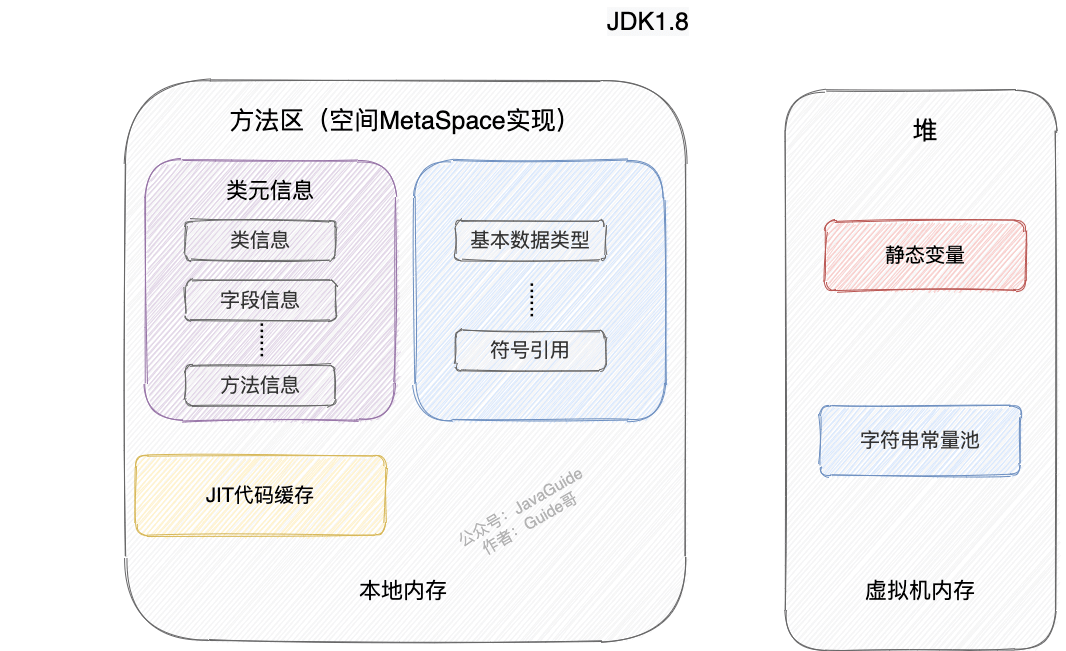 JDK1.8
方法区（空间MetaSpace实现）
类元信息
类信息
字段信息
方法信息
基本数据类型
符号引用
JIT代码缓存
公众号：JavaGuide
作者：Guide哥
本地内存
堆
静态变量
字符串常量池
虚拟机内存